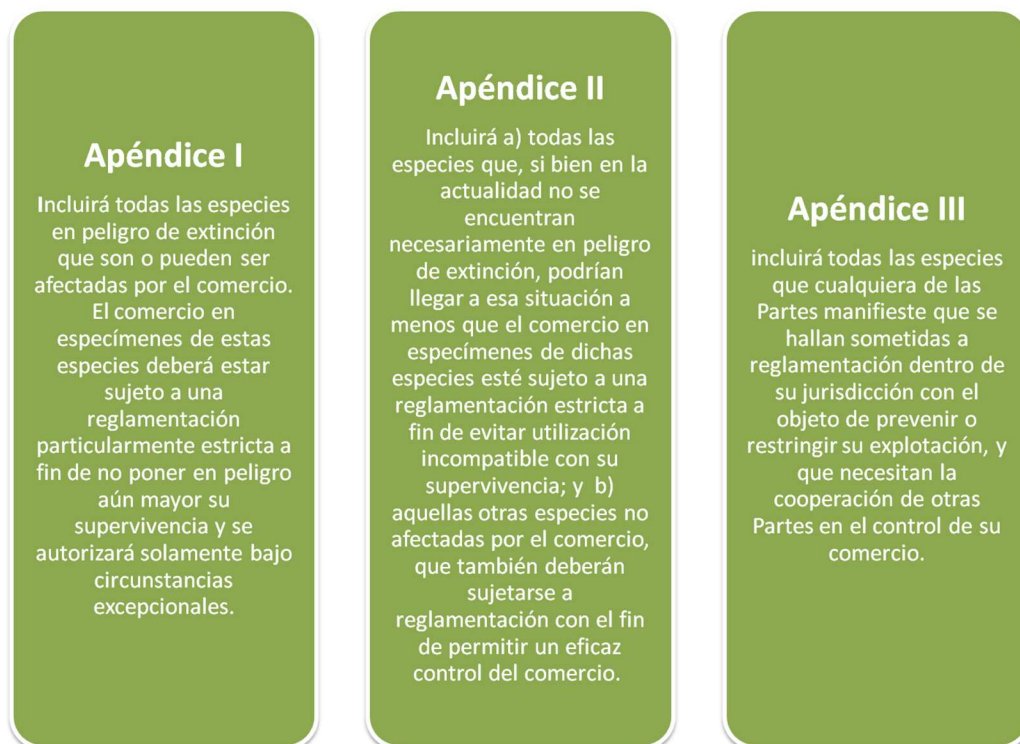 Apéndice I
Incluirá todas las especies
en peligro de extinción
que son o pueden ser
afectadas por el comercio.
El comercio en
especímenes de estas
especies deberá estar
sujeto a una
reglamentación
particularmente estricta a
fin de no poner en peligro
aún mayor su
supervivencia y se
autorizará solamente bajo
circunstancias
excepcionales.
Apéndice II
Incluirá a) todas las
especies que, si bien en la
actualidad no se
encuentran
necesariamente en peligro
de extinción, podrían
llegar a esa situación a
menos que el comercio en
especímenes de dichas
especies esté sujeto a una
reglamentación estricta a
fin de evitar utilización
incompatible con su
supervivencia; y b)
aquellas otras especies no
afectadas por el comercio,
que también deberán
sujetarse a
reglamentación con el fin
de permitir un eficaz
control del comercio.
Apéndice III
incluirá todas las especies
que cualquiera de las
Partes manifieste que se
hallan sometidas a
reglamentación dentro de
su jurisdicción con el
objeto de prevenir o
restringir su explotación, y
que necesitan la
cooperación de otras
Partes en el control de su
comercio.